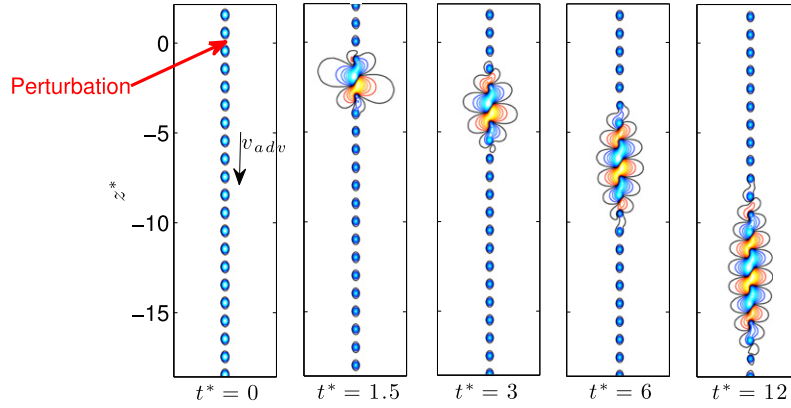 0
Perturbation
−5
v_{adv}
z*
−10
−15
t* = 0
t* = 1.5
t* = 3
t* = 6
t* = 12